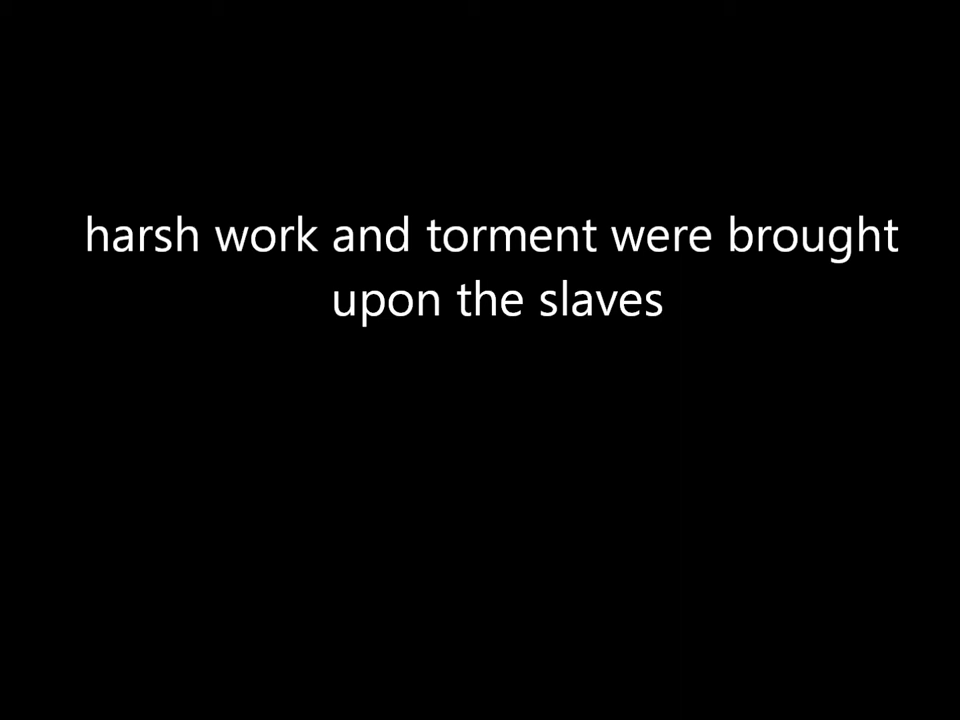 harsh work and torment were brought
upon the slaves